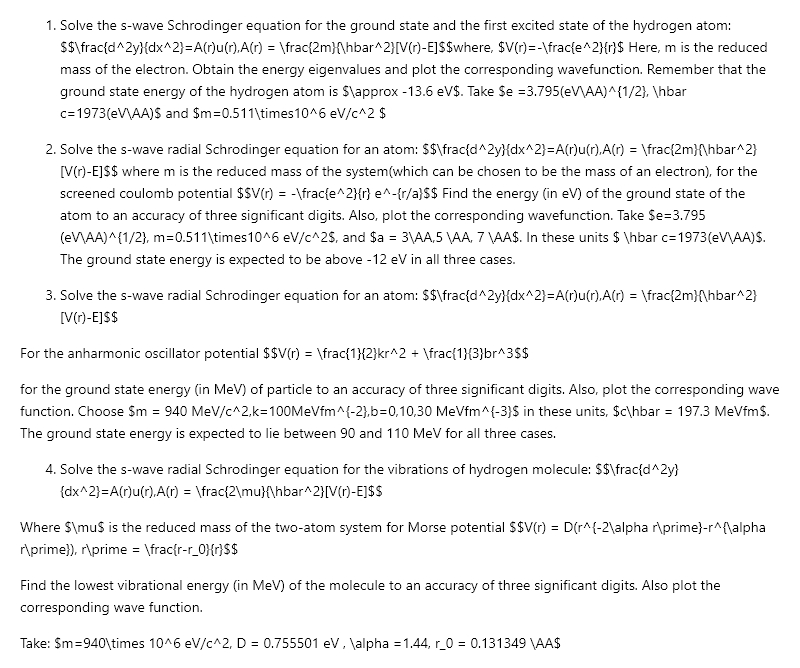 1. Solve the s-wave Schrodinger equation for the ground state and the first excited state of the hydrogen atom:
$$\frac{d^2y}{dx^2}=A(r)u(r),A(r) = \frac{2m}{\hbar^2}[V(r)-E]$$where, $V(r)=-\frac{e^2}{r}$ Here, m is the reduced
mass of the electron. Obtain the energy eigenvalues and plot the corresponding wavefunction. Remember that the
ground state energy of the hydrogen atom is $\approx -13.6 eV$. Take $e =3.795(eV\AA)^{1/2}, \hbar
c=1973(eV\AA)$ and $m=0.511\times10^6 eV/c^2 $
2. Solve the s-wave radial Schrodinger equation for an atom: $$\frac{d^2y}{dx^2}=A(r)u(r),A(r) = \frac{2m}{\hbar^2}
[V(r)-E]$$ where m is the reduced mass of the system(which can be chosen to be the mass of an electron), for the
screened coulomb potential $$V(r) = -\frac{e^2}{r} e^-{r/a}$$ Find the energy (in eV) of the ground state of the
atom to an accuracy of three significant digits. Also, plot the corresponding wavefunction. Take $e=3.795
(eV\AA)^{1/2}, m=0.511\times10^6 eV/c^2$, and $a = 3\AA,5 \AA, 7 \AA$. In these units $ \hbar c=1973(eV\AA)$.
The ground state energy is expected to be above -12 eV in all three cases.
3. Solve the s-wave radial Schrodinger equation for an atom: $$\frac{d^2y}{dx^2}=A(r)u(r),A(r) = \frac{2m}{\hbar^2}
[V(r)-E]$$
For the anharmonic oscillator potential $$V(r) = \frac{1}{2}kr^2 + \frac{1}{3}br^3$$
for the ground state energy (in MeV) of particle to an accuracy of three significant digits. Also, plot the corresponding wave
function. Choose $m = 940 MeV/c^2,k=100MeVfm^{-2},b=0,10,30 MeVfm^{-3}$ in these units, $c\hbar = 197.3 MeVfm$.
The ground state energy is expected to lie between 90 and 110 MeV for all three cases.
4. Solve the s-wave radial Schrodinger equation for the vibrations of hydrogen molecule: $$\frac{d^2y}
{dx^2}=A(r)u(r),A(r) = \frac{2\mu}{\hbar^2}[V(r)-E]$$
Where $\mu$ is the reduced mass of the two-atom system for Morse potential $$V(r) = D(r^{-2\alpha r\prime}-r^{\alpha
r\prime}), r\prime = \frac{r-r_0}{r}$$
Find the lowest vibrational energy (in MeV) of the molecule to an accuracy of three significant digits. Also plot the
corresponding wave function.
Take: $m=940\times 10^6 eV/c^2, D = 0.755501 eV , \alpha =1.44, r_0 = 0.131349 \AA$